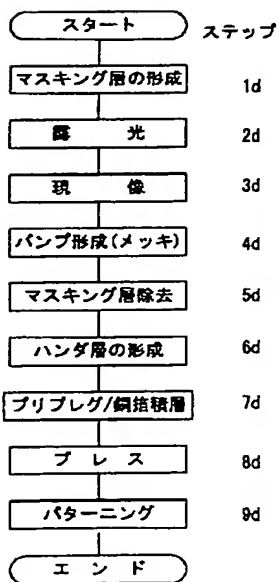 スタート ステップ
マスキング層の形成 1d
露光 2d
現像 3d
バンプ形成(メッキ) 4d
マスキング層除去 5d
ハンダ層の形成 6d
プリプレグ/銅箔積層 7d
プレス 8d
パターニング 9d
エンド